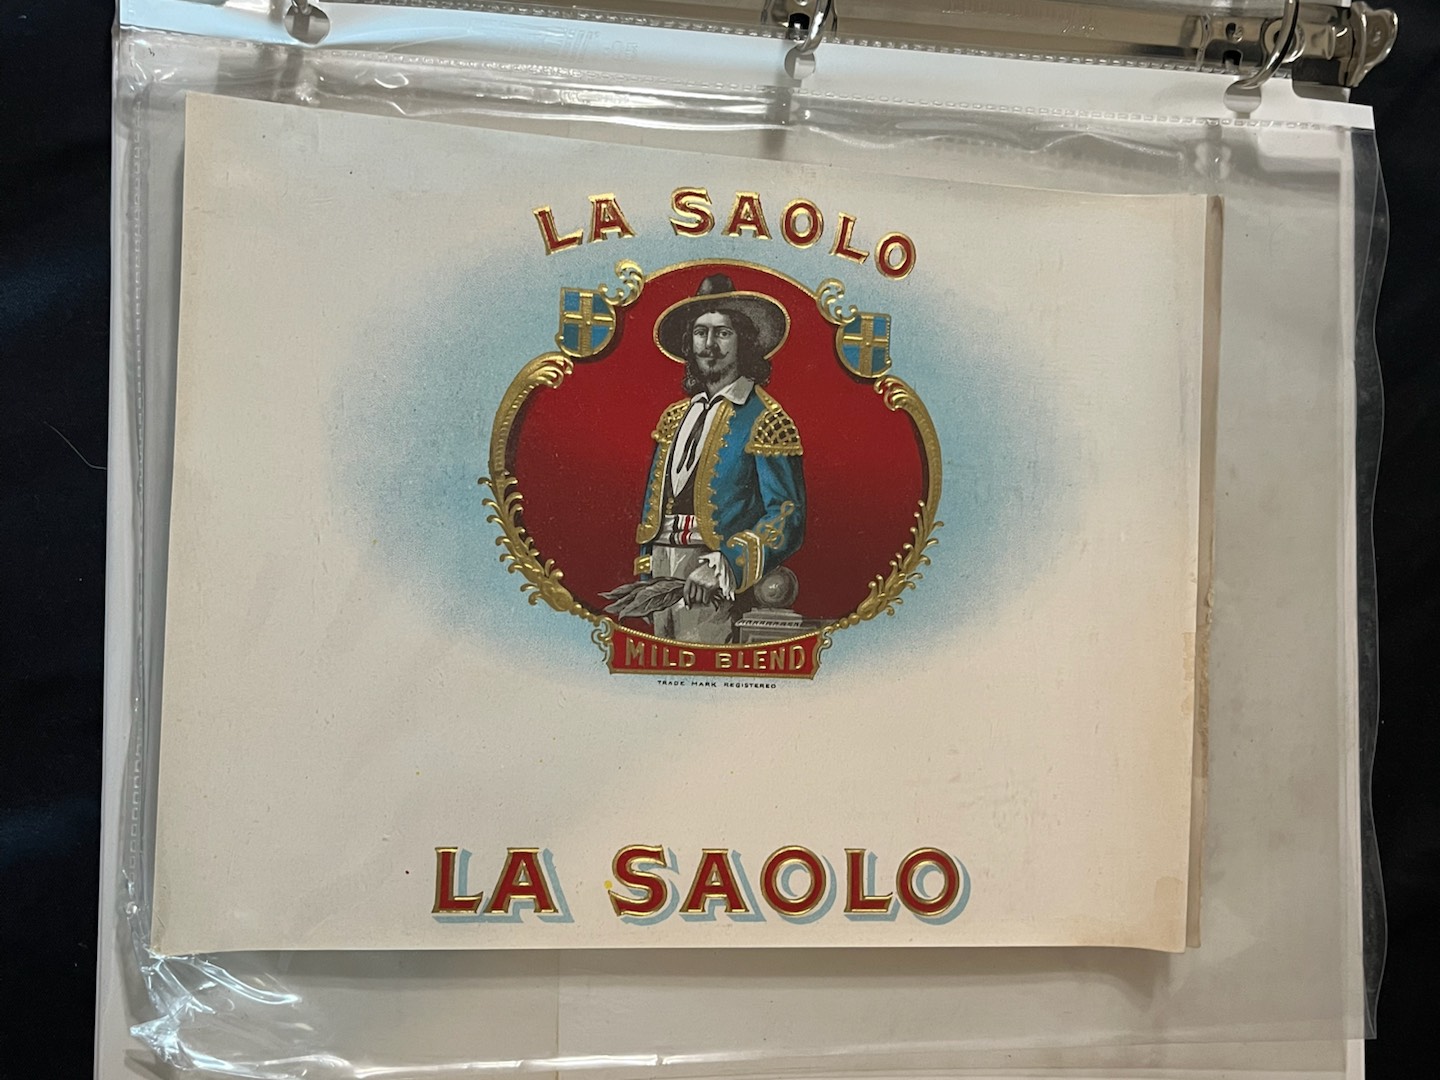 LA SAOLO
MILD BLEND
TRADE MARK REGISTERED
LA SAOLO